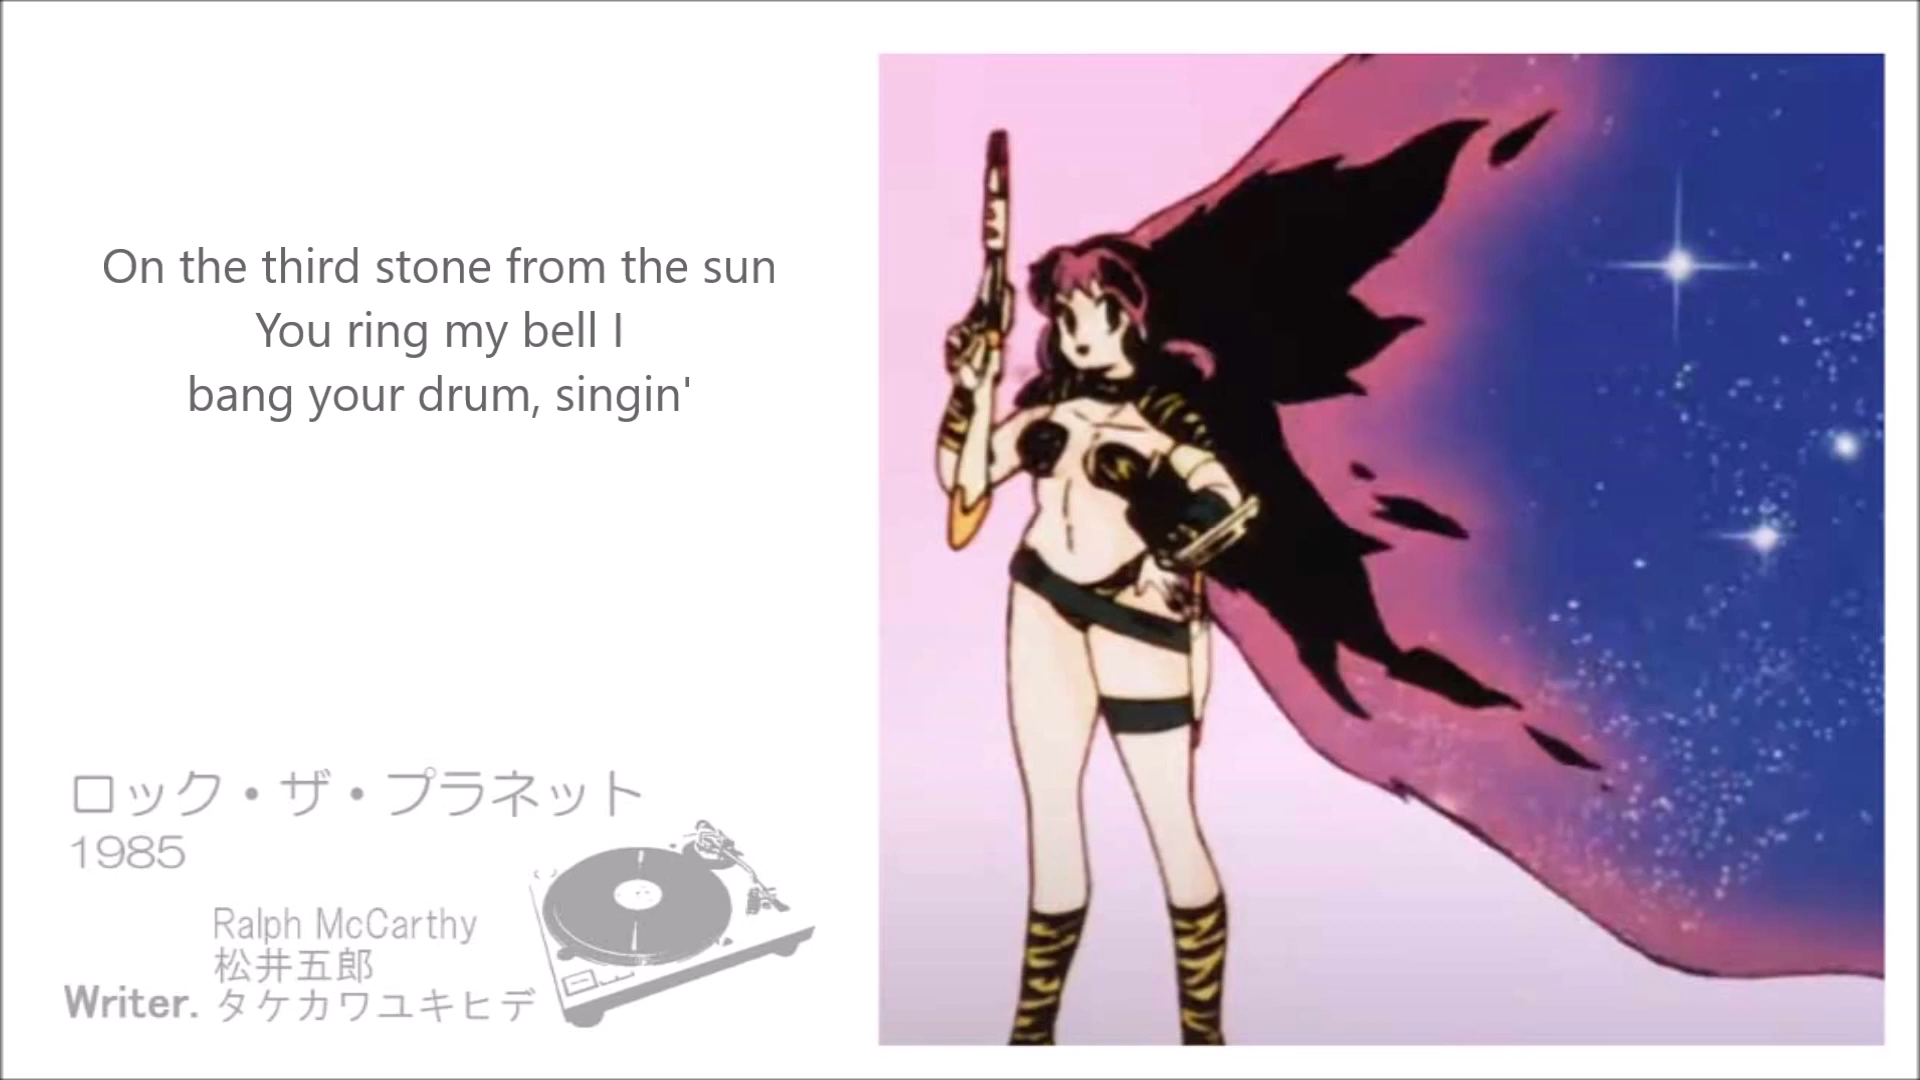 On the third stone from the sun
You ring my bell I
bang your drum, singin'
ロック・ザ・プラネット
1985
Ralph McCarthy
松井五郎
Writer. タケカワユキヒデ